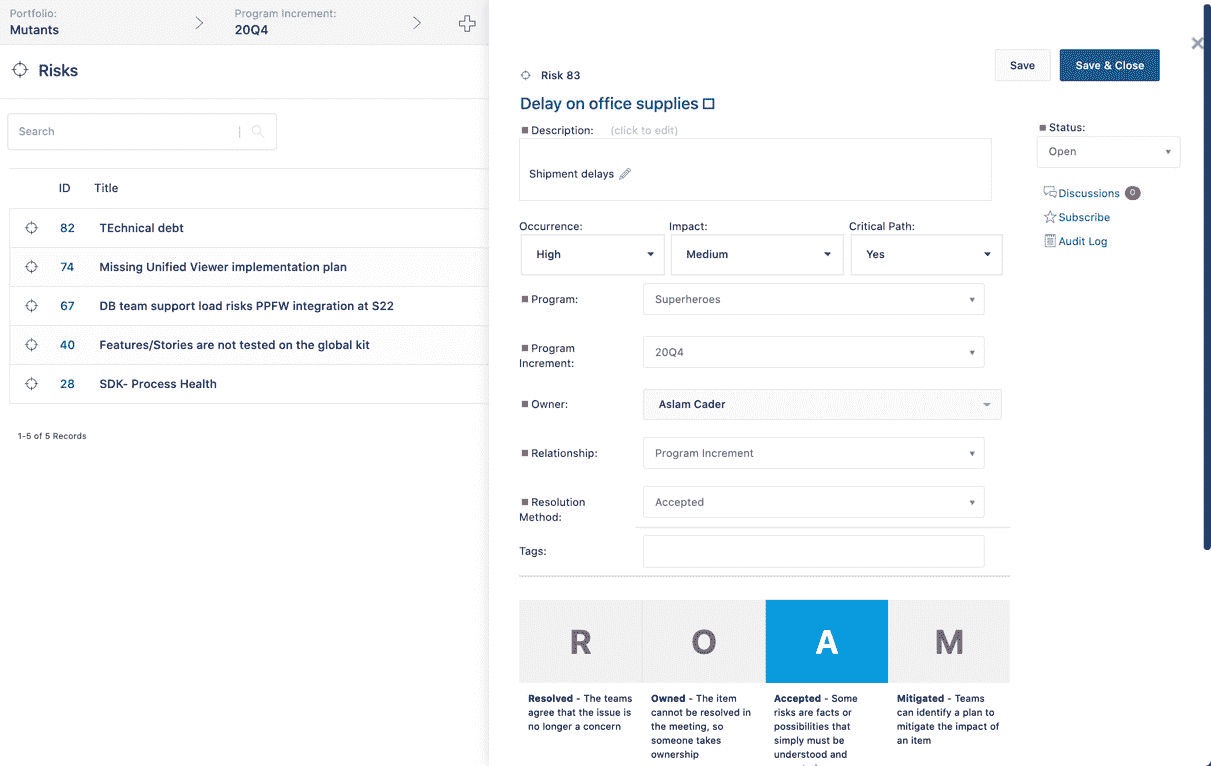 Portfolio:
Mutants
Program Increment:
20Q4
Risks
Search
ID Title
82 TEchnical debt
74 Missing Unified Viewer implementation plan
67 DB team support load risks PPFW integration at S22
40 Features/Stories are not tested on the global kit
28 SDK- Process Health
1-5 of 5 Records
Save
Save & Close
Risk 83
Delay on office supplies
Description: (click to edit)
Shipment delays
Status:
Open
Discussions 0
Subscribe
Audit Log
Occurrence: Impact: Critical Path:
High Medium Yes
Program: Superheroes
Program
Increment:
20Q4
Owner: Aslam Cader
Relationship: Program Increment
Resolution
Method:
Accepted
Tags:
R O A M
Resolved - The teams
agree that the issue is
no longer a concern
Owned - The item
cannot be resolved in
the meeting, so
someone takes
ownership
Accepted - Some
risks are facts or
possibilities that
simply must be
understood and
Mitigated - Teams
can identify a plan to
mitigate the impact of
an item